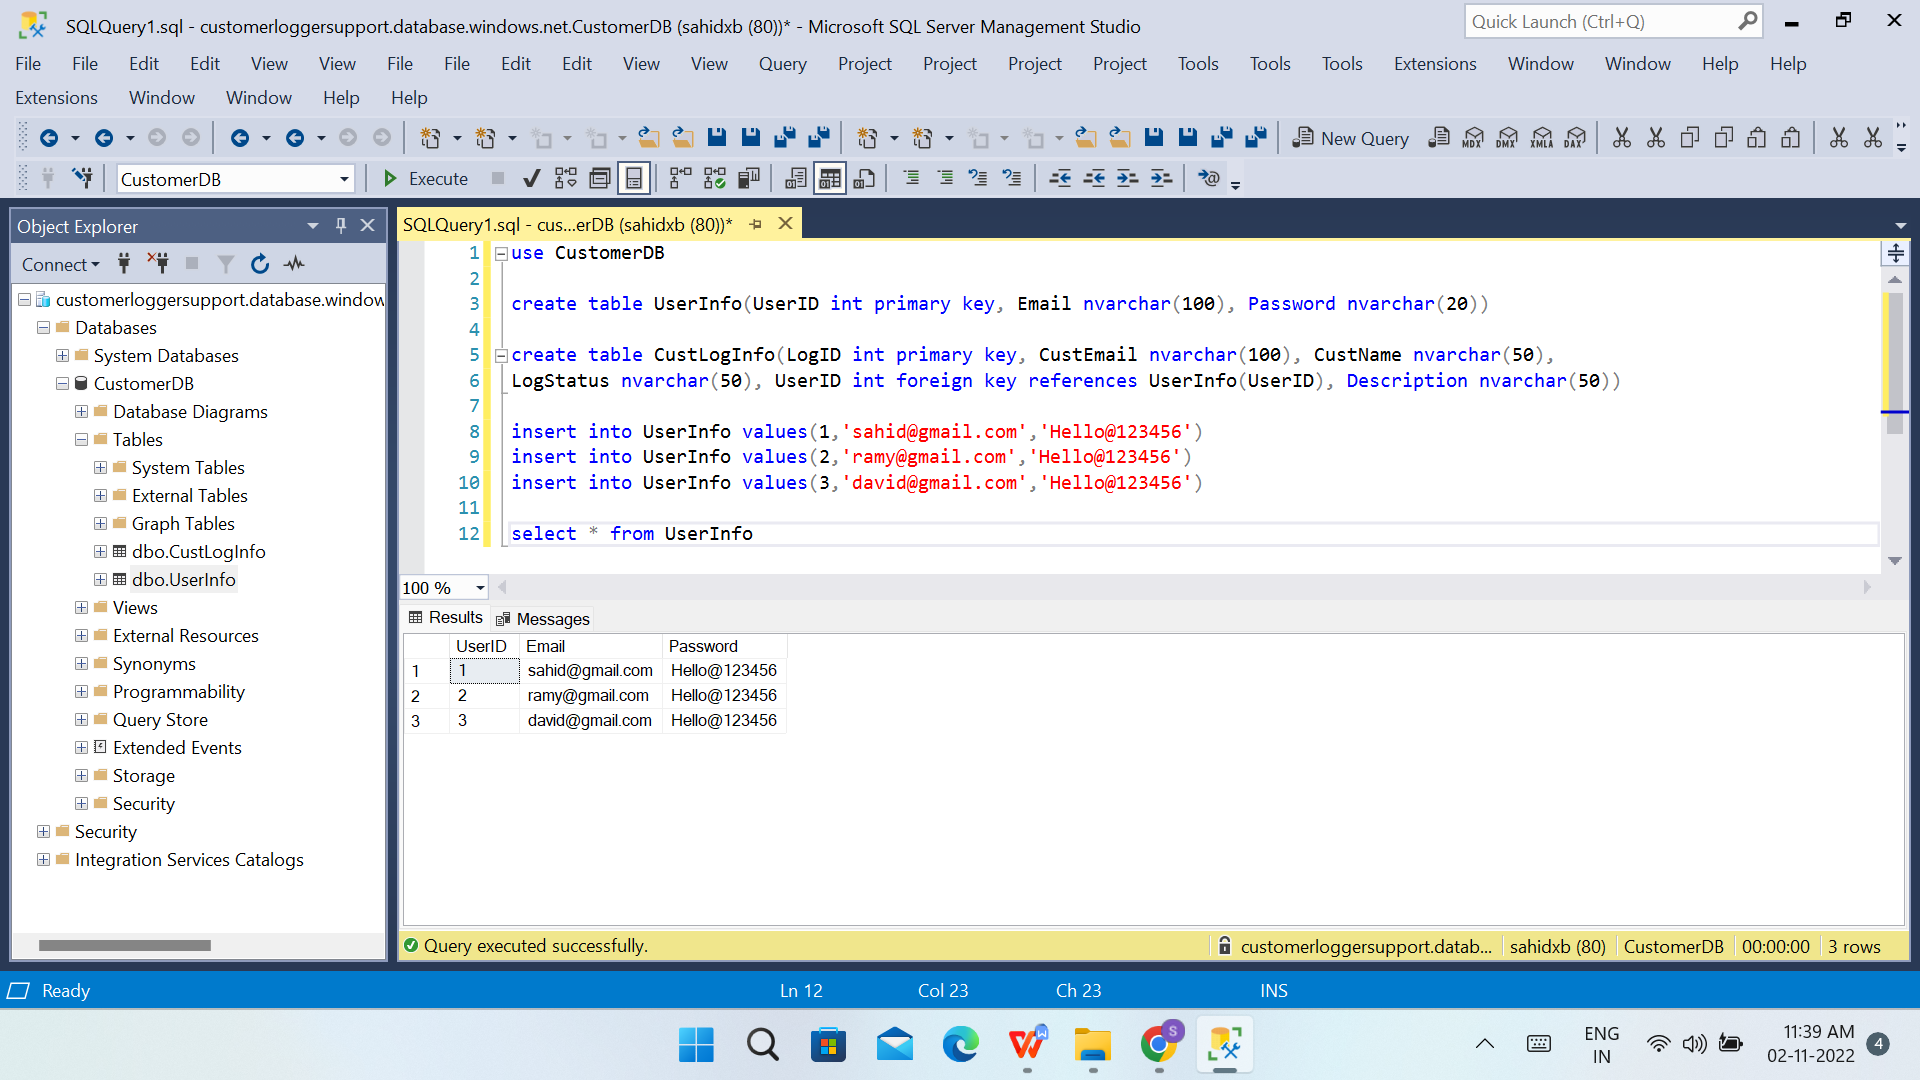 SQLQuery1.sql - customerloggersupport.database.windows.net.CustomerDB (sahidxb (80))* - Microsoft SQL Server Management Studio
Quick Launch (Ctrl+Q)
File File Edit Edit View View File File Edit Edit View View Query Project Project Project Project Tools Tools Tools Extensions Window Window Help Help
Extensions Window Window Help Help
New Query MDX DMX XMLA DAX
CustomerDB Execute
Object Explorer
Connect
customerloggersupport.database.window
Databases
System Databases
CustomerDB
Database Diagrams
Tables
System Tables
External Tables
Graph Tables
dbo.CustLogInfo
dbo.UserInfo
Views
External Resources
Synonyms
Programmability
Query Store
Extended Events
Storage
Security
Security
Integration Services Catalogs
SQLQuery1.sql - cus...erDB (sahidxb (80))*
1 use CustomerDB
2
3 create table UserInfo(UserID int primary key, Email nvarchar(100), Password nvarchar(20))
4
5 create table CustLogInfo(LogID int primary key, CustEmail nvarchar(100), CustName nvarchar(50),
6 LogStatus nvarchar(50), UserID int foreign key references UserInfo(UserID), Description nvarchar(50))
7
8 insert into UserInfo values(1,'sahid@gmail.com','Hello@123456')
9 insert into UserInfo values(2,'ramy@gmail.com','Hello@123456')
10 insert into UserInfo values(3,'david@gmail.com','Hello@123456')
11
12 select * from UserInfo
100 %
Results Messages
UserID Email Password
1 1 sahid@gmail.com Hello@123456
2 2 ramy@gmail.com Hello@123456
3 3 david@gmail.com Hello@123456
Query executed successfully. customerloggersupport.datab... sahidxb (80) CustomerDB 00:00:00 3 rows
Ready Ln 12 Col 23 Ch 23 INS
ENG
IN
11:39 AM
02-11-2022
4
S
W